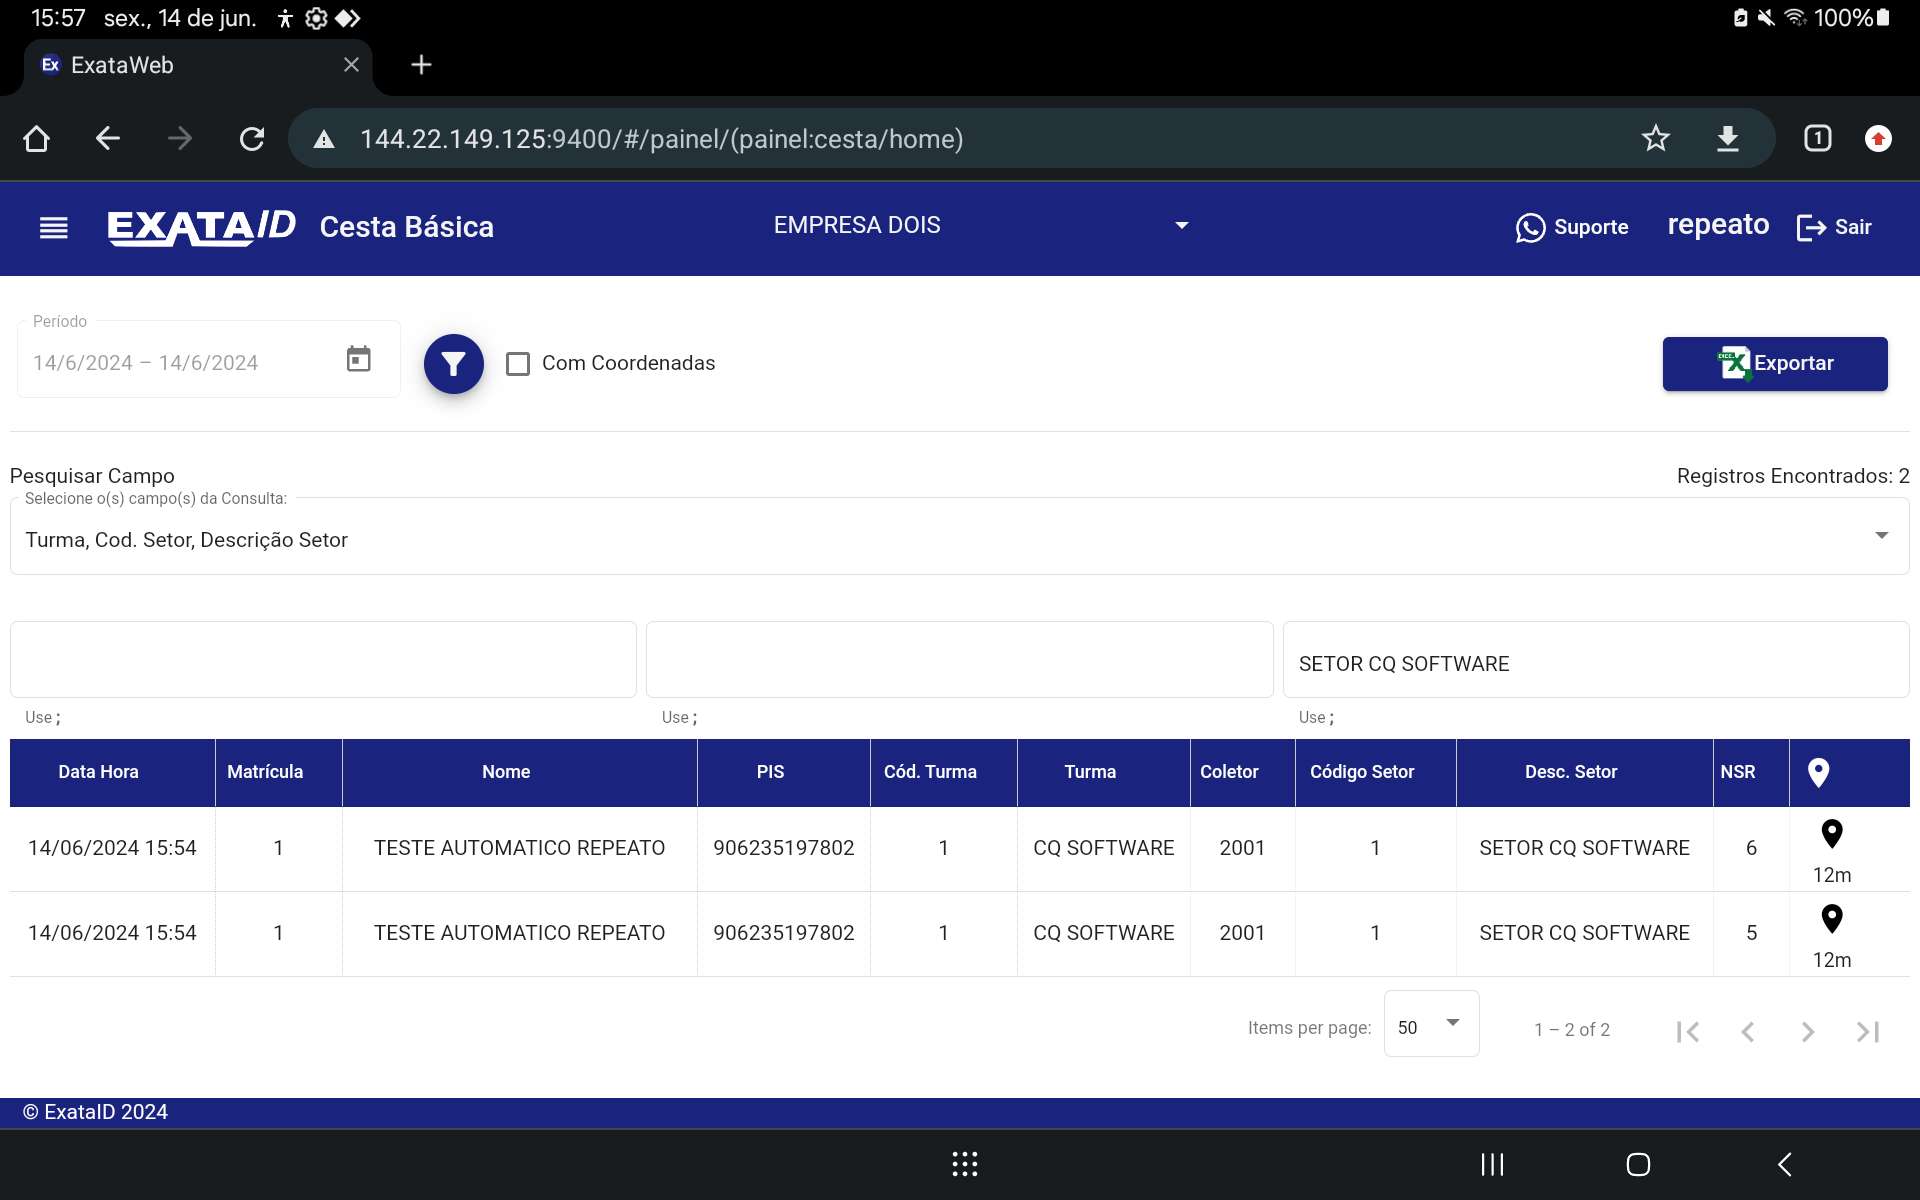 15:57 sex., 14 de jun. 100%
Ex ExataWeb
144.22.149.125:9400/#/painel/(painel:cesta/home) 1
EXATAID Cesta Básica EMPRESA DOIS Suporte repeato Sair
Período
14/6/2024 – 14/6/2024 Com Coordenadas Exportar
Pesquisar Campo Registros Encontrados: 2
Selecione o(s) campo(s) da Consulta:
Turma, Cod. Setor, Descrição Setor
SETOR CQ SOFTWARE
Use ; Use ; Use ;
Data Hora Matrícula Nome PIS Cód. Turma Turma Coletor Código Setor Desc. Setor NSR
14/06/2024 15:54 1 TESTE AUTOMATICO REPEATO 906235197802 1 CQ SOFTWARE 2001 1 SETOR CQ SOFTWARE 6 12m
14/06/2024 15:54 1 TESTE AUTOMATICO REPEATO 906235197802 1 CQ SOFTWARE 2001 1 SETOR CQ SOFTWARE 5 12m
Items per page: 50 1 – 2 of 2
© ExataID 2024